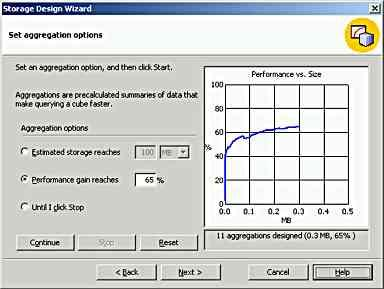 Storage Design Wizard
Set aggregation options
Set an aggregation option, and then click Start.
Aggregations are precalculated summaries of data that
make querying a cube faster.
Aggregation options
Estimated storage reaches 100 MB
Performance gain reaches 65 %
Until I click Stop
Continue Stop Reset
Performance vs. Size
100
80
60
%
40
20
0
0.0 0.1 0.2 0.3 0.4 0.5
MB
11 aggregations designed (0.3 MB, 65% )
< Back Next > Cancel Help